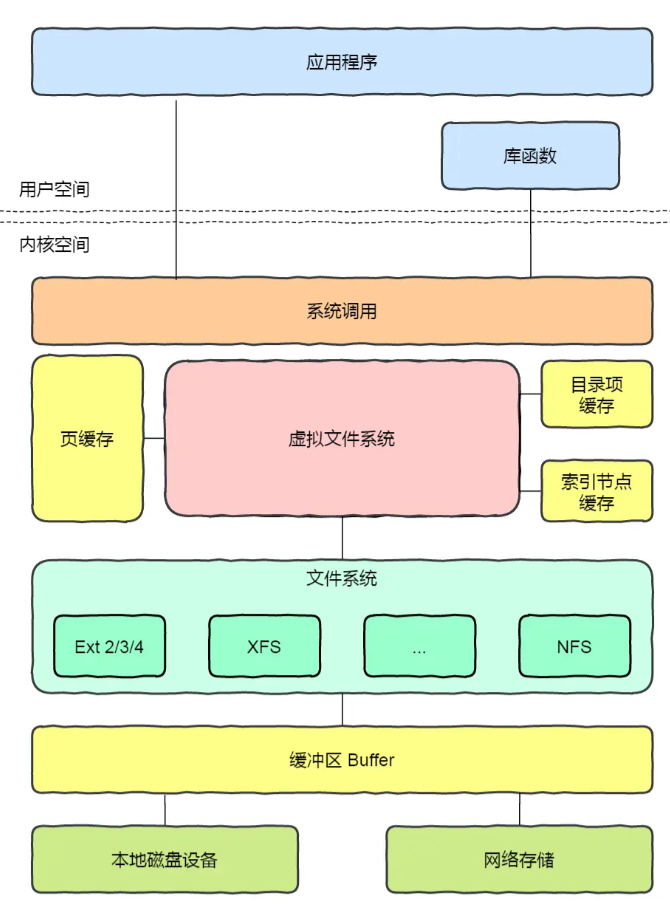 应用程序
库函数
用户空间
内核空间
系统调用
页缓存
虚拟文件系统
目录项
缓存
索引节点
缓存
文件系统
Ext 2/3/4
XFS
...
NFS
缓冲区 Buffer
本地磁盘设备
网络存储